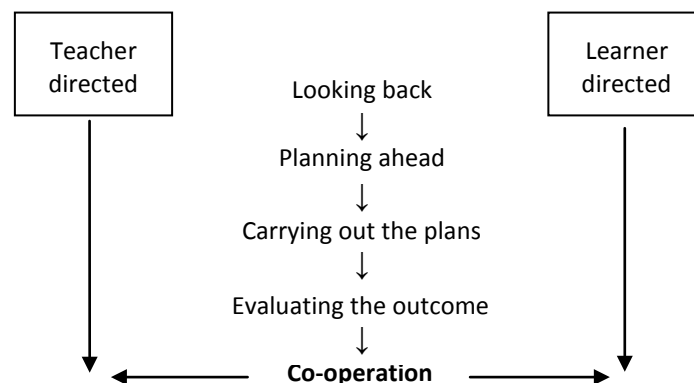 Teacher
directed
Learner
directed
Looking back
↓
Planning ahead
↓
Carrying out the plans
↓
Evaluating the outcome
↓
Co-operation